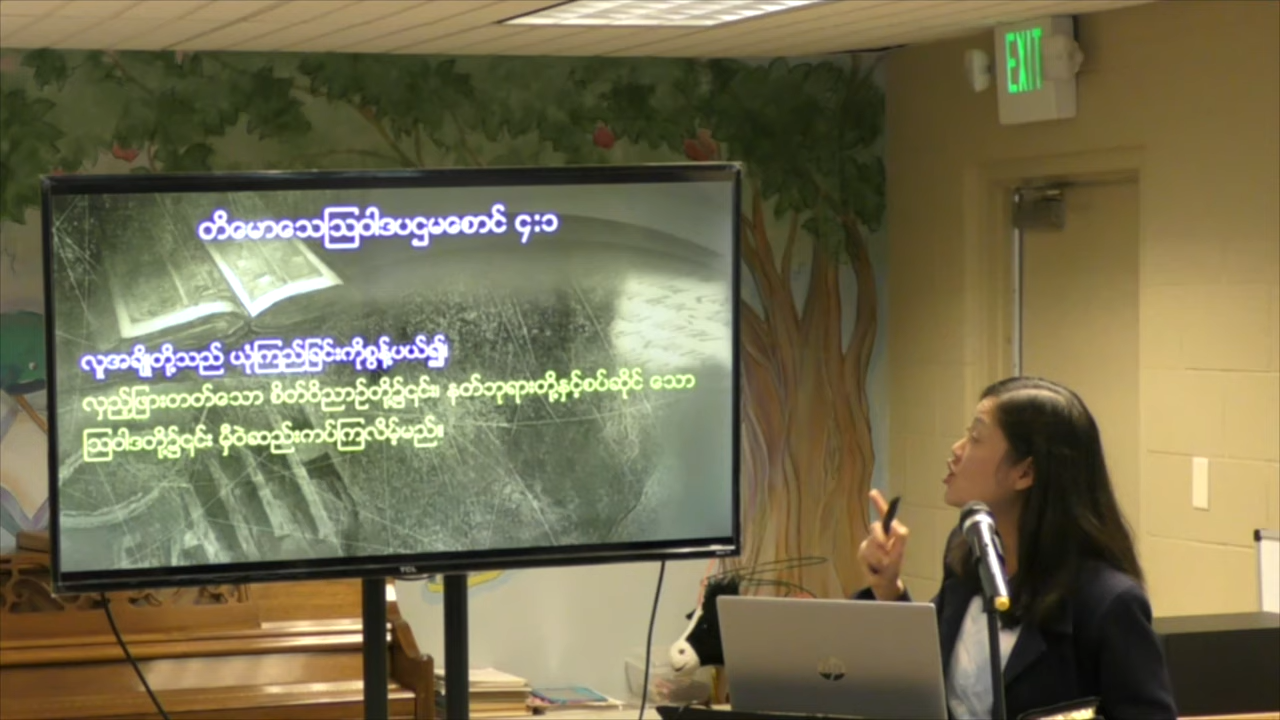 EXIT
တိမောသေဩဝါဒပဌမစောင် ၄း၁
လူအချို့တို့သည် ယုံကြည်ခြင်းကိုစွန့်ပယ်၍၊
လှည့်ဖြားတတ်သော စိတ်ဝိညာဉ်တို့၌၎င်း၊ နတ်ဘုရားတို့နှင့်စပ်ဆိုင် သော
ဩဝါဒတို့၌၎င်း မှီဝဲဆည်းကပ်ကြလိမ့်မည်။
TCL
hp